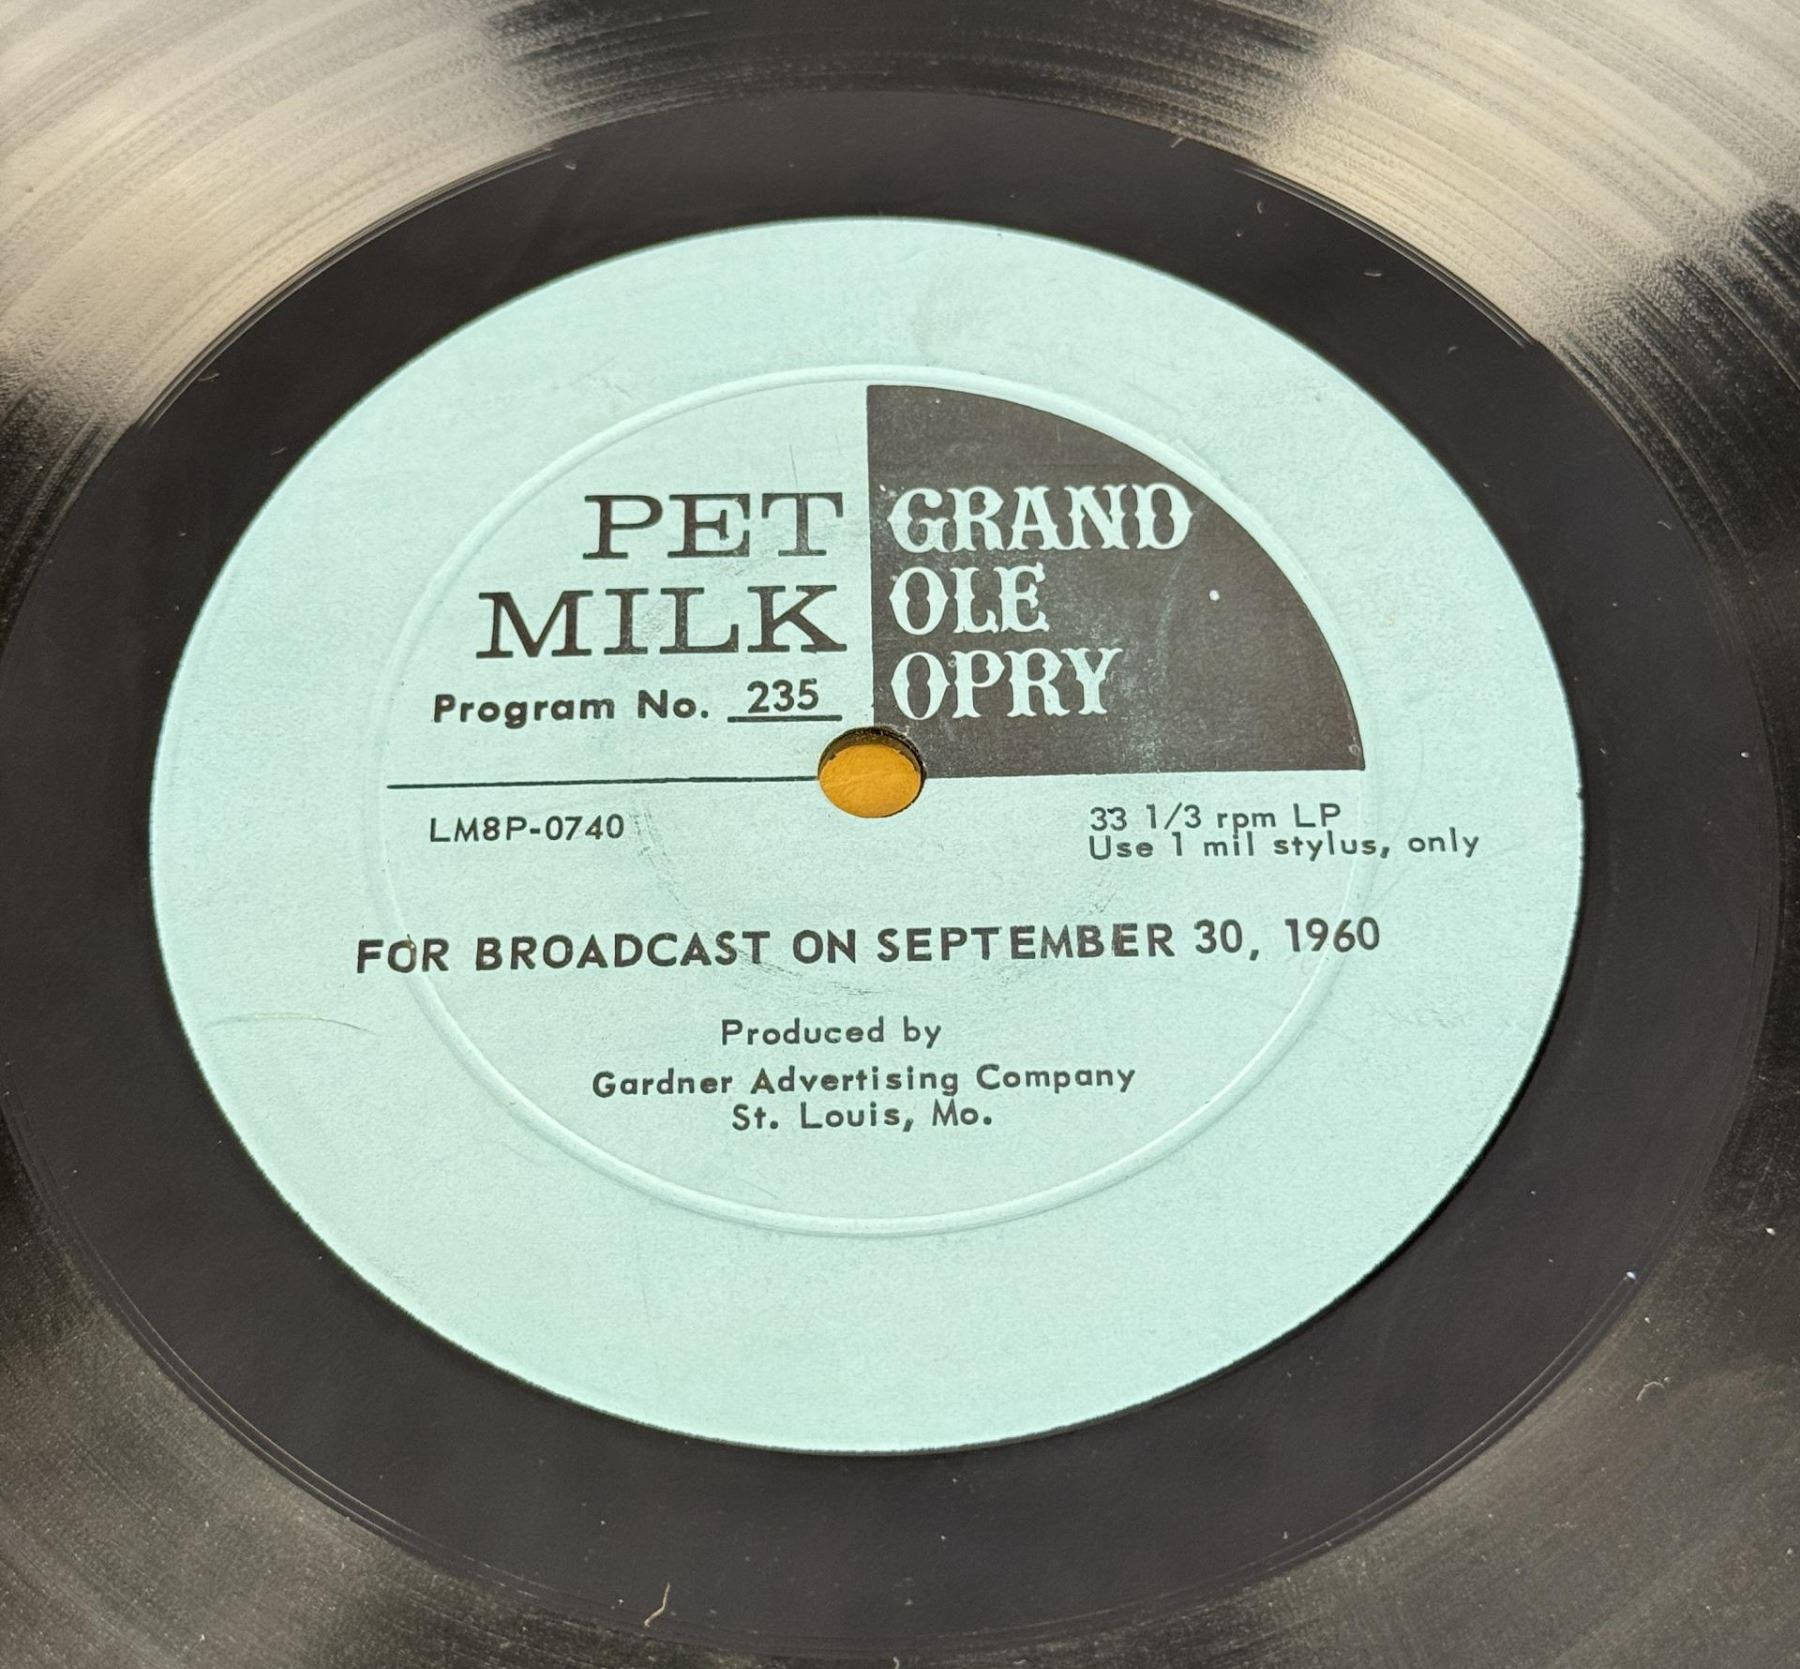 PET
MILK
Program No. 235
GRAND
OLE
OPRY
LM8P-0740
33 1/3 rpm LP
Use 1 mil stylus, only
FOR BROADCAST ON SEPTEMBER 30, 1960
Produced by
Gardner Advertising Company
St. Louis, Mo.